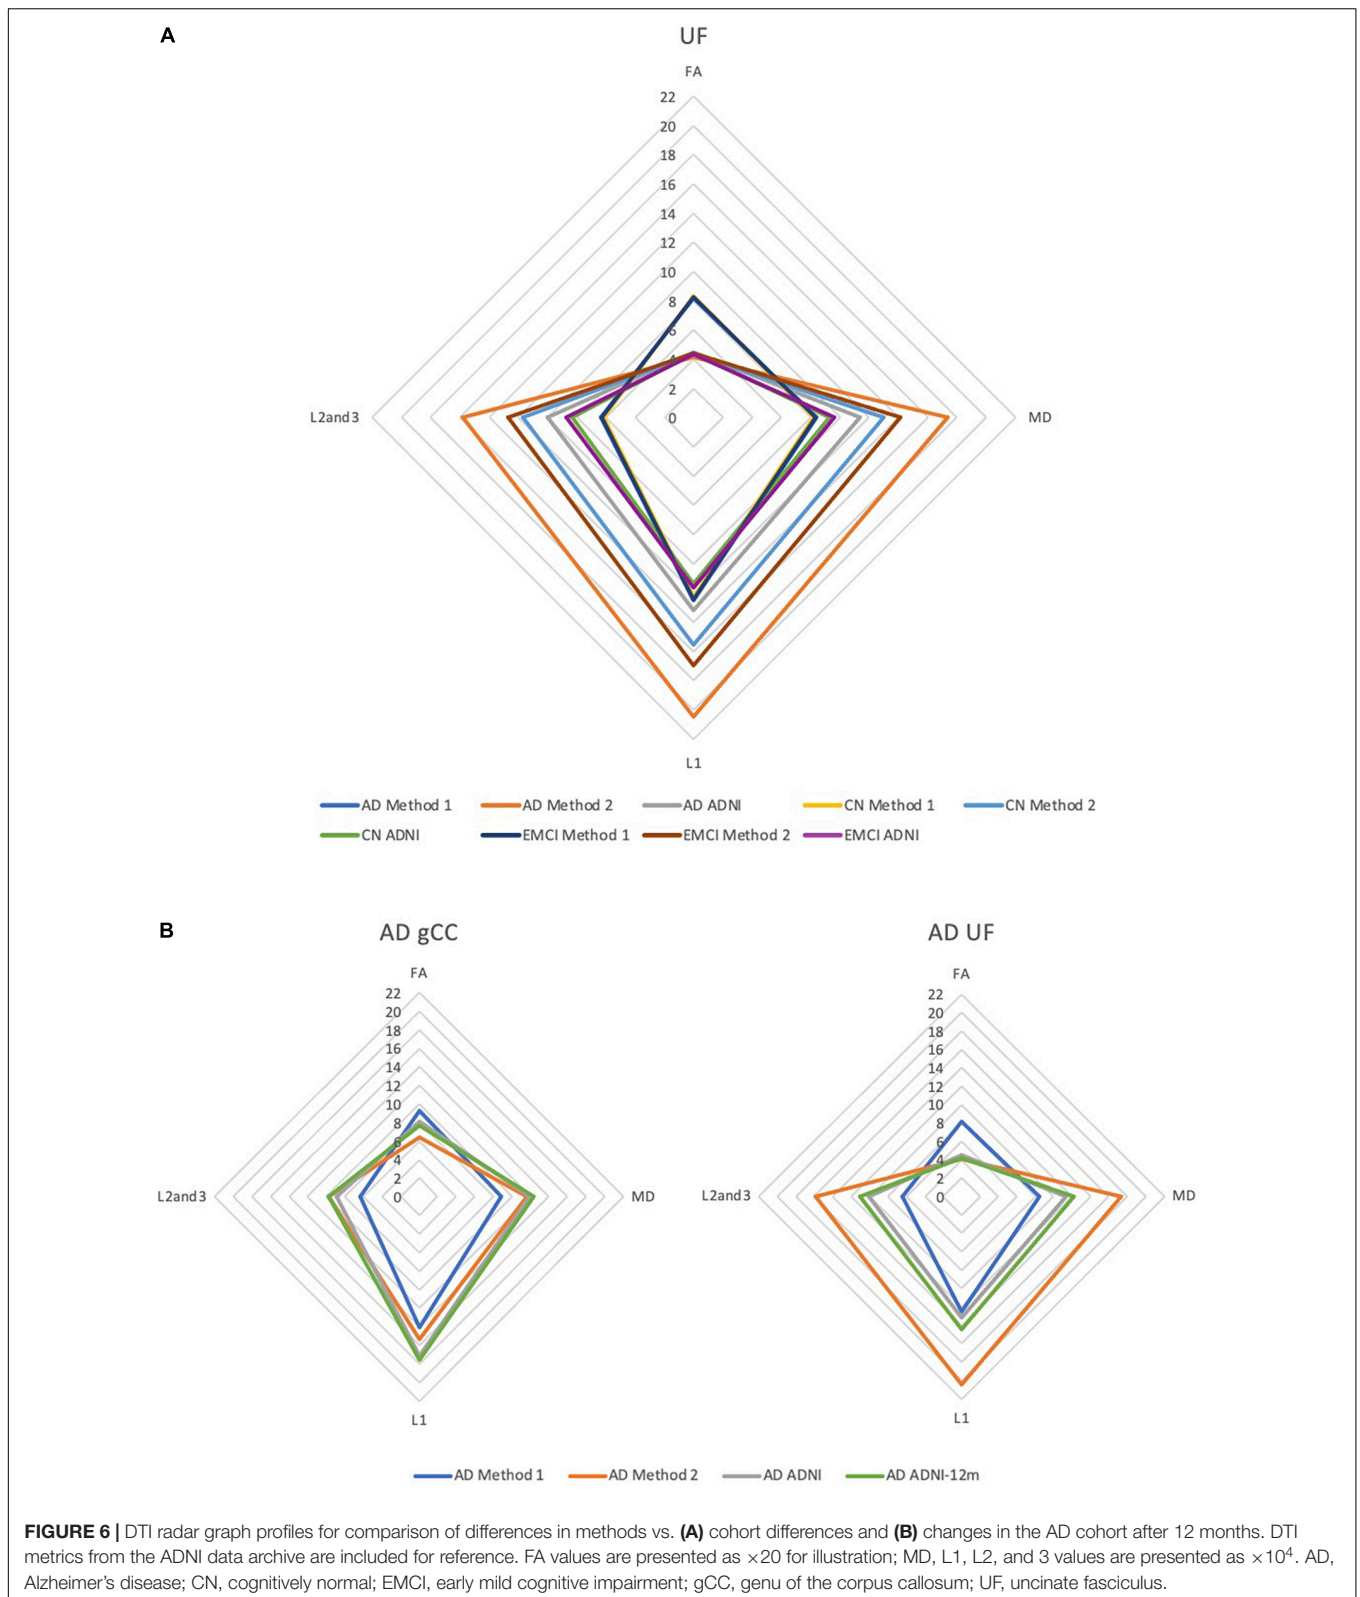 A
UF
FA
22
20
18
16
14
12
10
8
6
4
2
0
L2and3
MD
L1
AD Method 1 AD Method 2 AD ADNI CN Method 1 CN Method 2
CN ADNI EMCI Method 1 EMCI Method 2 EMCI ADNI
B
AD gCC
FA
22
20
18
16
14
12
10
8
6
4
2
0
L2and3
MD
L1
AD UF
FA
22
20
18
16
14
12
10
8
6
4
2
0
L2and3
MD
L1
AD Method 1 AD Method 2 AD ADNI AD ADNI-12m
FIGURE 6 | DTI radar graph profiles for comparison of differences in methods vs. (A) cohort differences and (B) changes in the AD cohort after 12 months. DTI
metrics from the ADNI data archive are included for reference. FA values are presented as ×20 for illustration; MD, L1, L2, and 3 values are presented as ×10⁴. AD,
Alzheimer's disease; CN, cognitively normal; EMCI, early mild cognitive impairment; gCC, genu of the corpus callosum; UF, uncinate fasciculus.